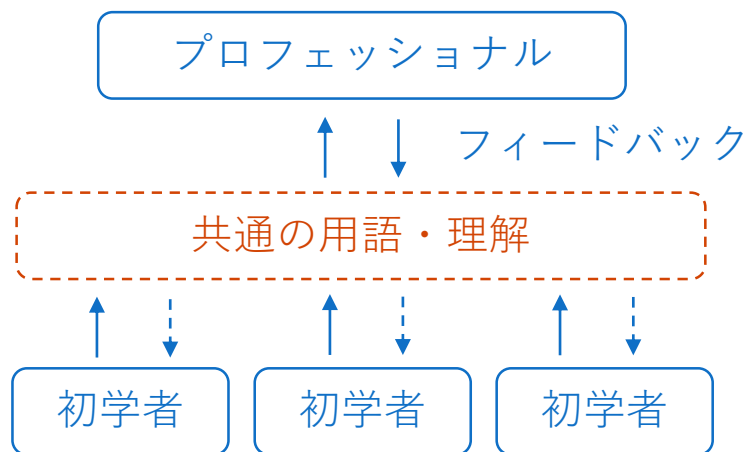 プロフェッショナル
フィードバック
共通の用語・理解
初学者
初学者
初学者